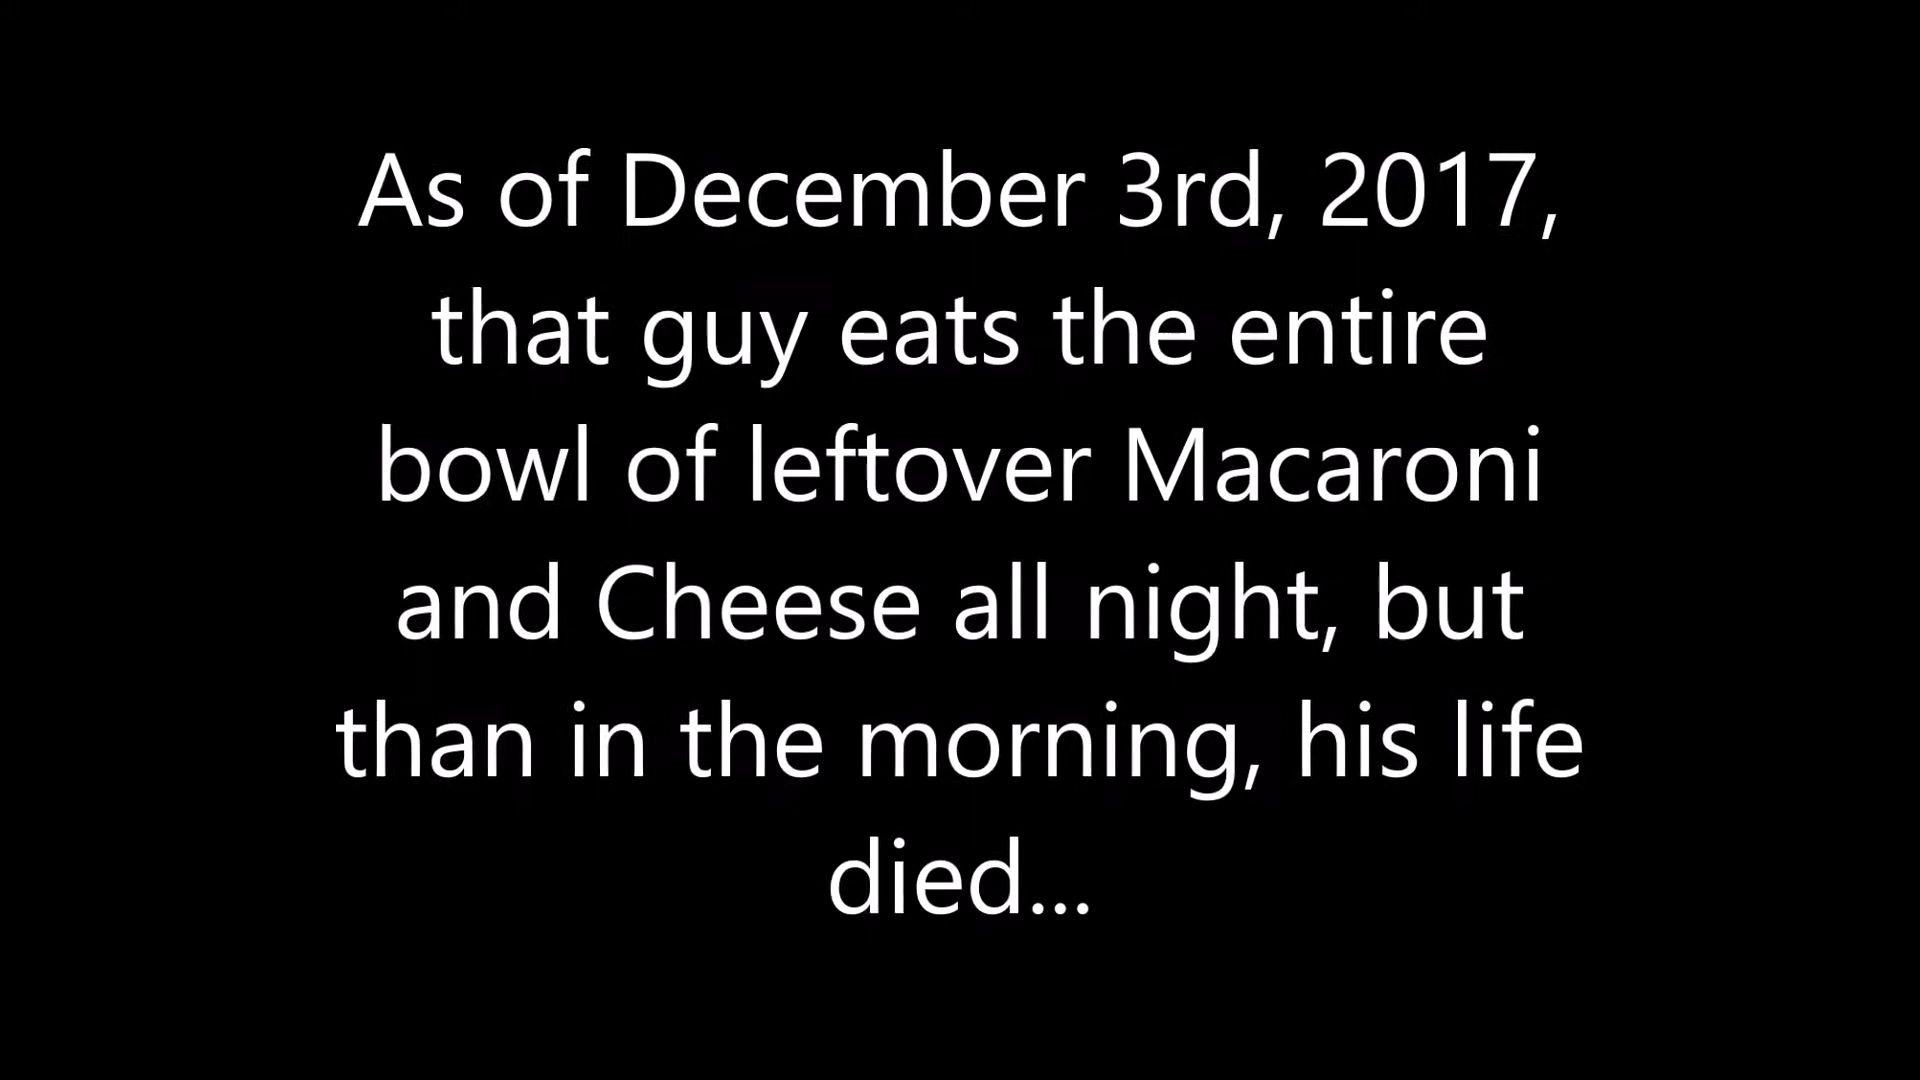 As of December 3rd, 2017,
that guy eats the entire
bowl of leftover Macaroni
and Cheese all night, but
than in the morning, his life
died...